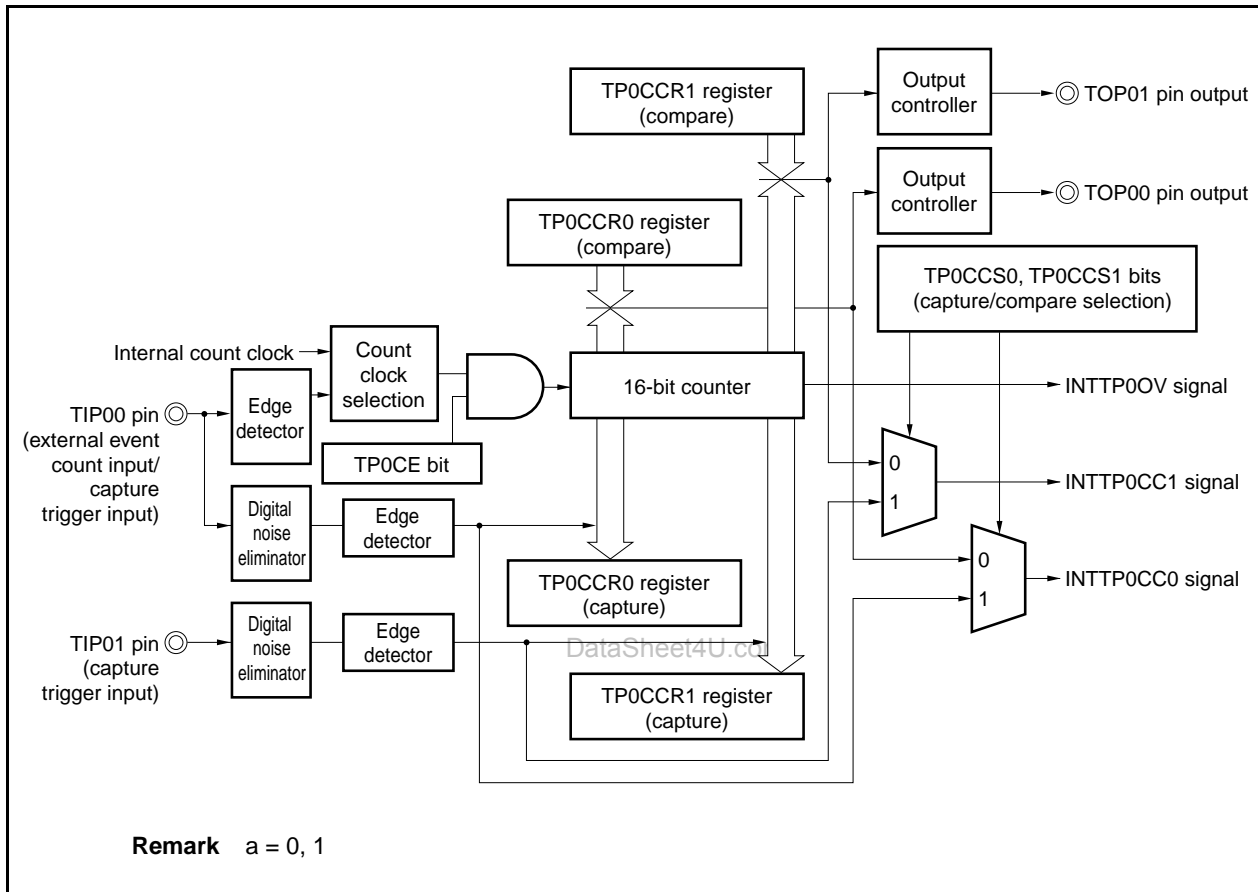 TP0CCR1 register
(compare)
Output
controller
TOP01 pin output
Output
controller
TOP00 pin output
TP0CCR0 register
(compare)
TP0CCS0, TP0CCS1 bits
(capture/compare selection)
Internal count clock
Count
clock
selection
16-bit counter
INTTP0OV signal
TIP00 pin
(external event
count input/
capture
trigger input)
Edge
detector
TP0CE bit
0
1
INTTP0CC1 signal
Digital
noise
eliminator
Edge
detector
TP0CCR0 register
(capture)
0
1
INTTP0CC0 signal
TIP01 pin
(capture
trigger input)
Digital
noise
eliminator
Edge
detector
DataSheet4U.com
TP0CCR1 register
(capture)
Remark a = 0, 1